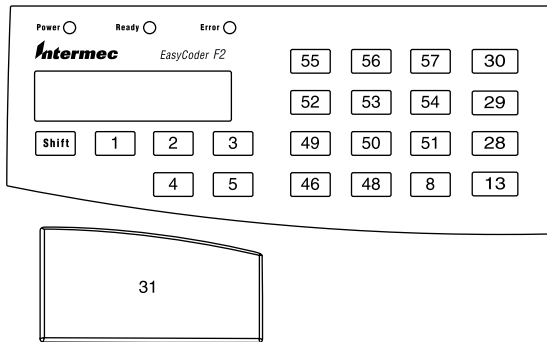 Power Ready Error
Intermec EasyCoder F2
55 56 57 30
52 53 54 29
Shift 1 2 3 49 50 51 28
4 5 46 48 8 13
31